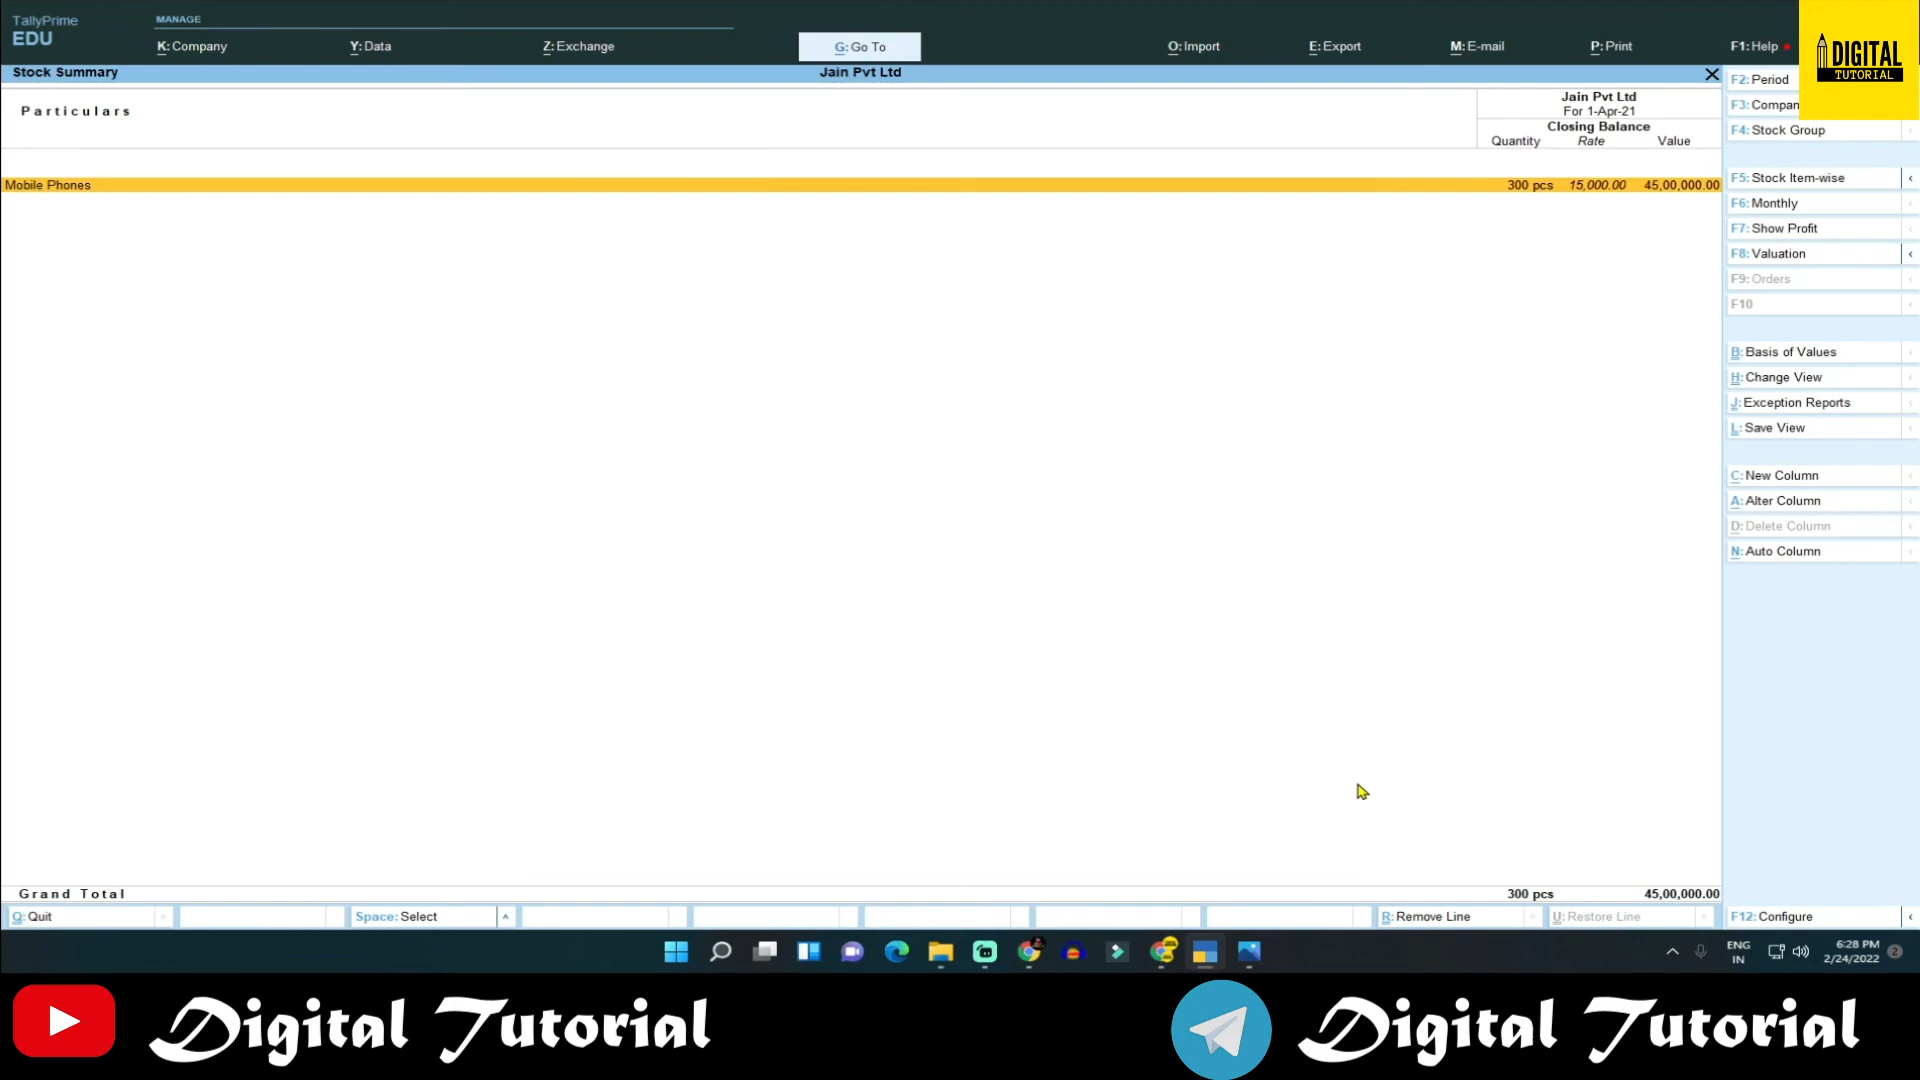 TallyPrime
EDU
MANAGE
K: Company
Y: Data
Z: Exchange
G: Go To
O: Import
E: Export
M: E-mail
P: Print
F1: Help
DIGITAL
TUTORIAL
Stock Summary
Jain Pvt Ltd
Particulars
Jain Pvt Ltd
For 1-Apr-21
Closing Balance
Quantity Rate Value
Mobile Phones 300 pcs 15,000.00 45,00,000.00
Grand Total 300 pcs 45,00,000.00
F2: Period
F3: Compan
F4: Stock Group
F5: Stock Item-wise
F6: Monthly
F7: Show Profit
F8: Valuation
F9: Orders
F10
B: Basis of Values
H: Change View
J: Exception Reports
L: Save View
C: New Column
A: Alter Column
D: Delete Column
N: Auto Column
Q: Quit
Space: Select
R: Remove Line
U: Restore Line
F12: Configure
ENG
IN
6:28 PM
2/24/2022
2
Digital Tutorial
Digital Tutorial